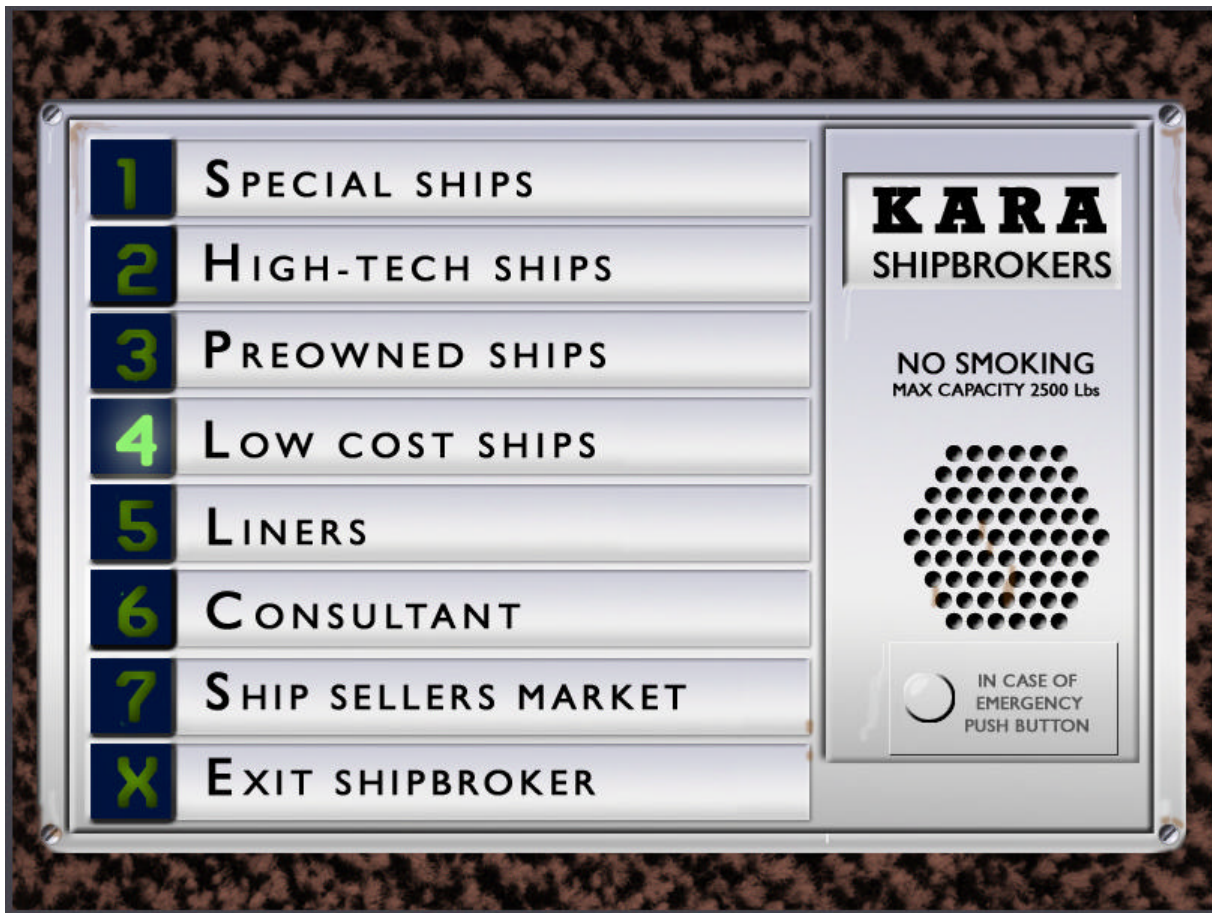 1 SPECIAL SHIPS
2 HIGH-TECH SHIPS
3 PREOWNED SHIPS
4 LOW COST SHIPS
5 LINERS
6 CONSULTANT
7 SHIP SELLERS MARKET
X EXIT SHIPBROKER
KARA
SHIPBROKERS
NO SMOKING
MAX CAPACITY 2500 Lbs
IN CASE OF
EMERGENCY
PUSH BUTTON